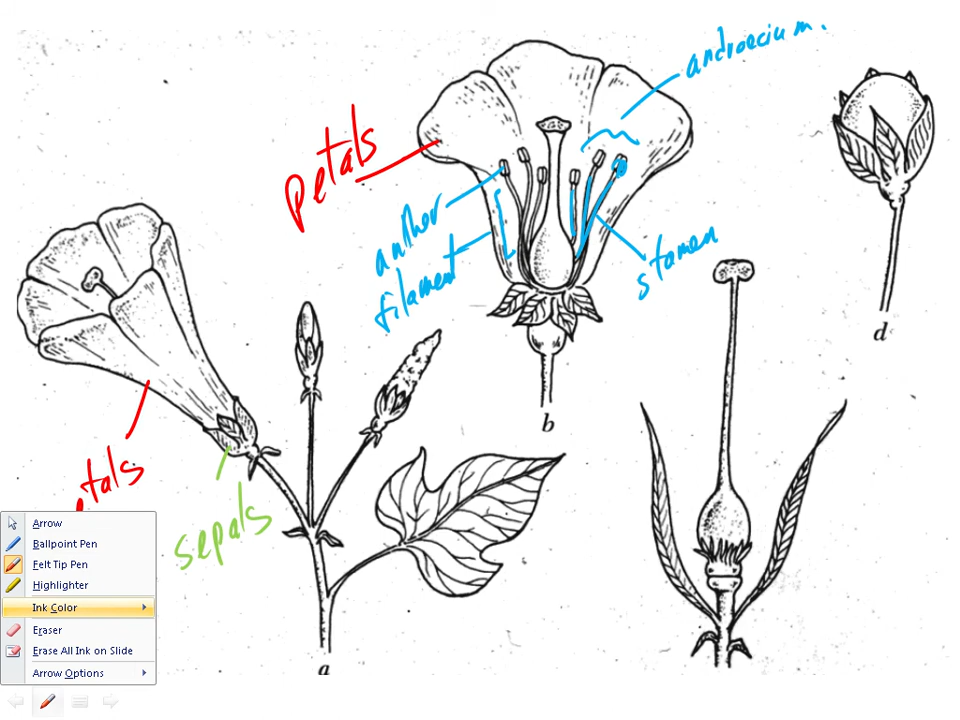 androecium.
petals
anther
filament
stamen
b
d
etals
sepals
a
Arrow
Ballpoint Pen
Felt Tip Pen
Highlighter
Ink Color
Eraser
Erase All Ink on Slide
Arrow Options